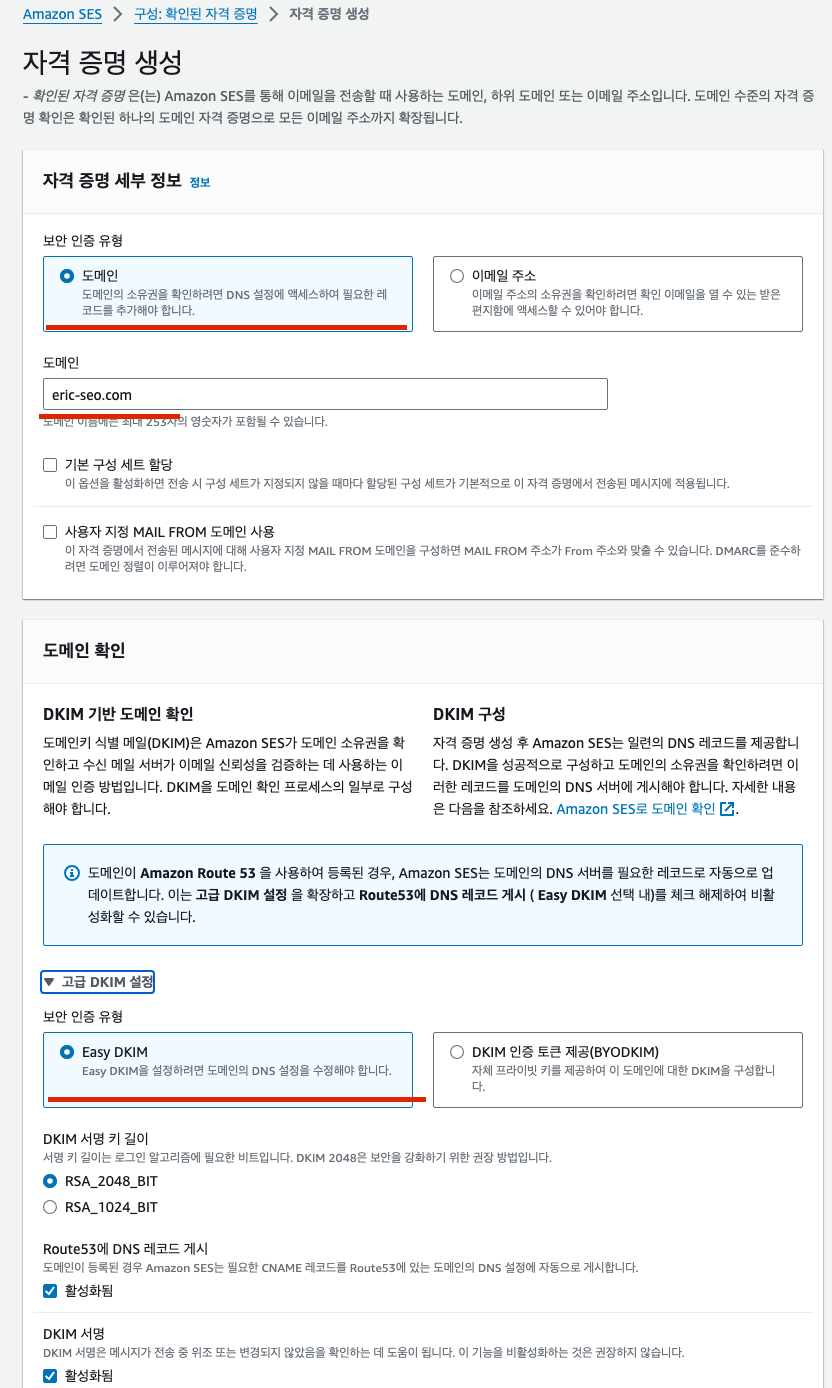 Amazon SES > 구성: 확인된 자격 증명 > 자격 증명 생성
자격 증명 생성
- 확인된 자격 증명 은(는) Amazon SES를 통해 이메일을 전송할 때 사용하는 도메인, 하위 도메인 또는 이메일 주소입니다. 도메인 수준의 자격 증
명 확인은 확인된 하나의 도메인 자격 증명으로 모든 이메일 주소까지 확장됩니다.
자격 증명 세부 정보 정보
보안 인증 유형
도메인
도메인의 소유권을 확인하려면 DNS 설정에 액세스하여 필요한 레
코드를 추가해야 합니다.
이메일 주소
이메일 주소의 소유권을 확인하려면 확인 이메일을 열 수 있는 받은
편지함에 액세스할 수 있어야 합니다.
도메인
eric-seo.com
도메인 이름에는 최대 253자의 영숫자가 포함될 수 있습니다.
기본 구성 세트 할당
이 옵션을 활성화하면 전송 시 구성 세트가 지정되지 않을 때마다 할당된 구성 세트가 기본적으로 이 자격 증명에서 전송된 메시지에 적용됩니다.
사용자 지정 MAIL FROM 도메인 사용
이 자격 증명에서 전송된 메시지에 대해 사용자 지정 MAIL FROM 도메인을 구성하면 MAIL FROM 주소가 From 주소와 맞출 수 있습니다. DMARC를 준수하
려면 도메인 정렬이 이루어져야 합니다.
도메인 확인
DKIM 기반 도메인 확인
도메인키 식별 메일(DKIM)은 Amazon SES가 도메인 소유권을 확
인하고 수신 메일 서버가 이메일 신뢰성을 검증하는 데 사용하는 이
메일 인증 방법입니다. DKIM을 도메인 확인 프로세스의 일부로 구성
해야 합니다.
DKIM 구성
자격 증명 생성 후 Amazon SES는 일련의 DNS 레코드를 제공합니
다. DKIM을 성공적으로 구성하고 도메인의 소유권을 확인하려면 이
러한 레코드를 도메인의 DNS 서버에 게시해야 합니다. 자세한 내용
은 다음을 참조하세요. Amazon SES로 도메인 확인 .
도메인이 Amazon Route 53 을 사용하여 등록된 경우, Amazon SES는 도메인의 DNS 서버를 필요한 레코드로 자동으로 업
데이트합니다. 이는 고급 DKIM 설정 을 확장하고 Route53에 DNS 레코드 게시 ( Easy DKIM 선택 내)를 체크 해제하여 비활
성화할 수 있습니다.
▼ 고급 DKIM 설정
보안 인증 유형
Easy DKIM
Easy DKIM을 설정하려면 도메인의 DNS 설정을 수정해야 합니다.
DKIM 인증 토큰 제공(BYODKIM)
자체 프라이빗 키를 제공하여 이 도메인에 대한 DKIM을 구성합니
다.
DKIM 서명 키 길이
서명 키 길이는 로그인 알고리즘에 필요한 비트입니다. DKIM 2048은 보안을 강화하기 위한 권장 방법입니다.
RSA_2048_BIT
RSA_1024_BIT
Route53에 DNS 레코드 게시
도메인이 등록된 경우 Amazon SES는 필요한 CNAME 레코드를 Route53에 있는 도메인의 DNS 설정에 자동으로 게시합니다.
활성화됨
DKIM 서명
DKIM 서명은 메시지가 전송 중 위조 또는 변경되지 않았음을 확인하는 데 도움이 됩니다. 이 기능을 비활성화하는 것은 권장하지 않습니다.
활성화됨